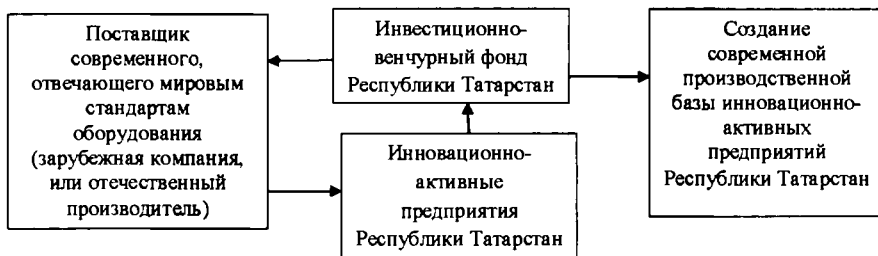 Поставщик
современного,
отвечающего мировым
стандартам
оборудования
(зарубежная компания,
или отечественный
производитель)
Инвестиционно-
венчурный фонд
Республики Татарстан
Инновационно-
активные
предприятия
Республики Татарстан
Создание
современной
производственной
базы инновационно-
активных
предприятий
Республики Татарстан